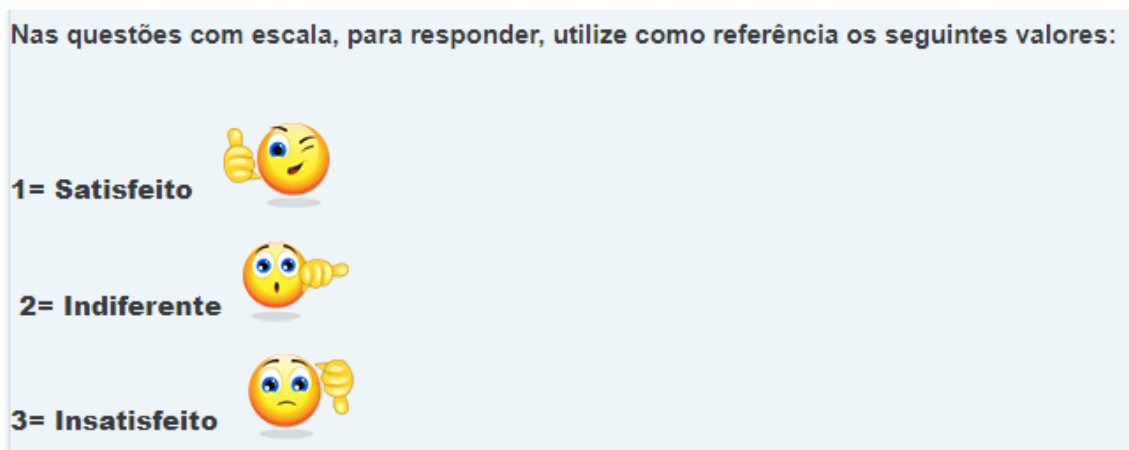 Nas questões com escala, para responder, utilize como referência os seguintes valores:
1= Satisfeito
2= Indiferente
3= Insatisfeito